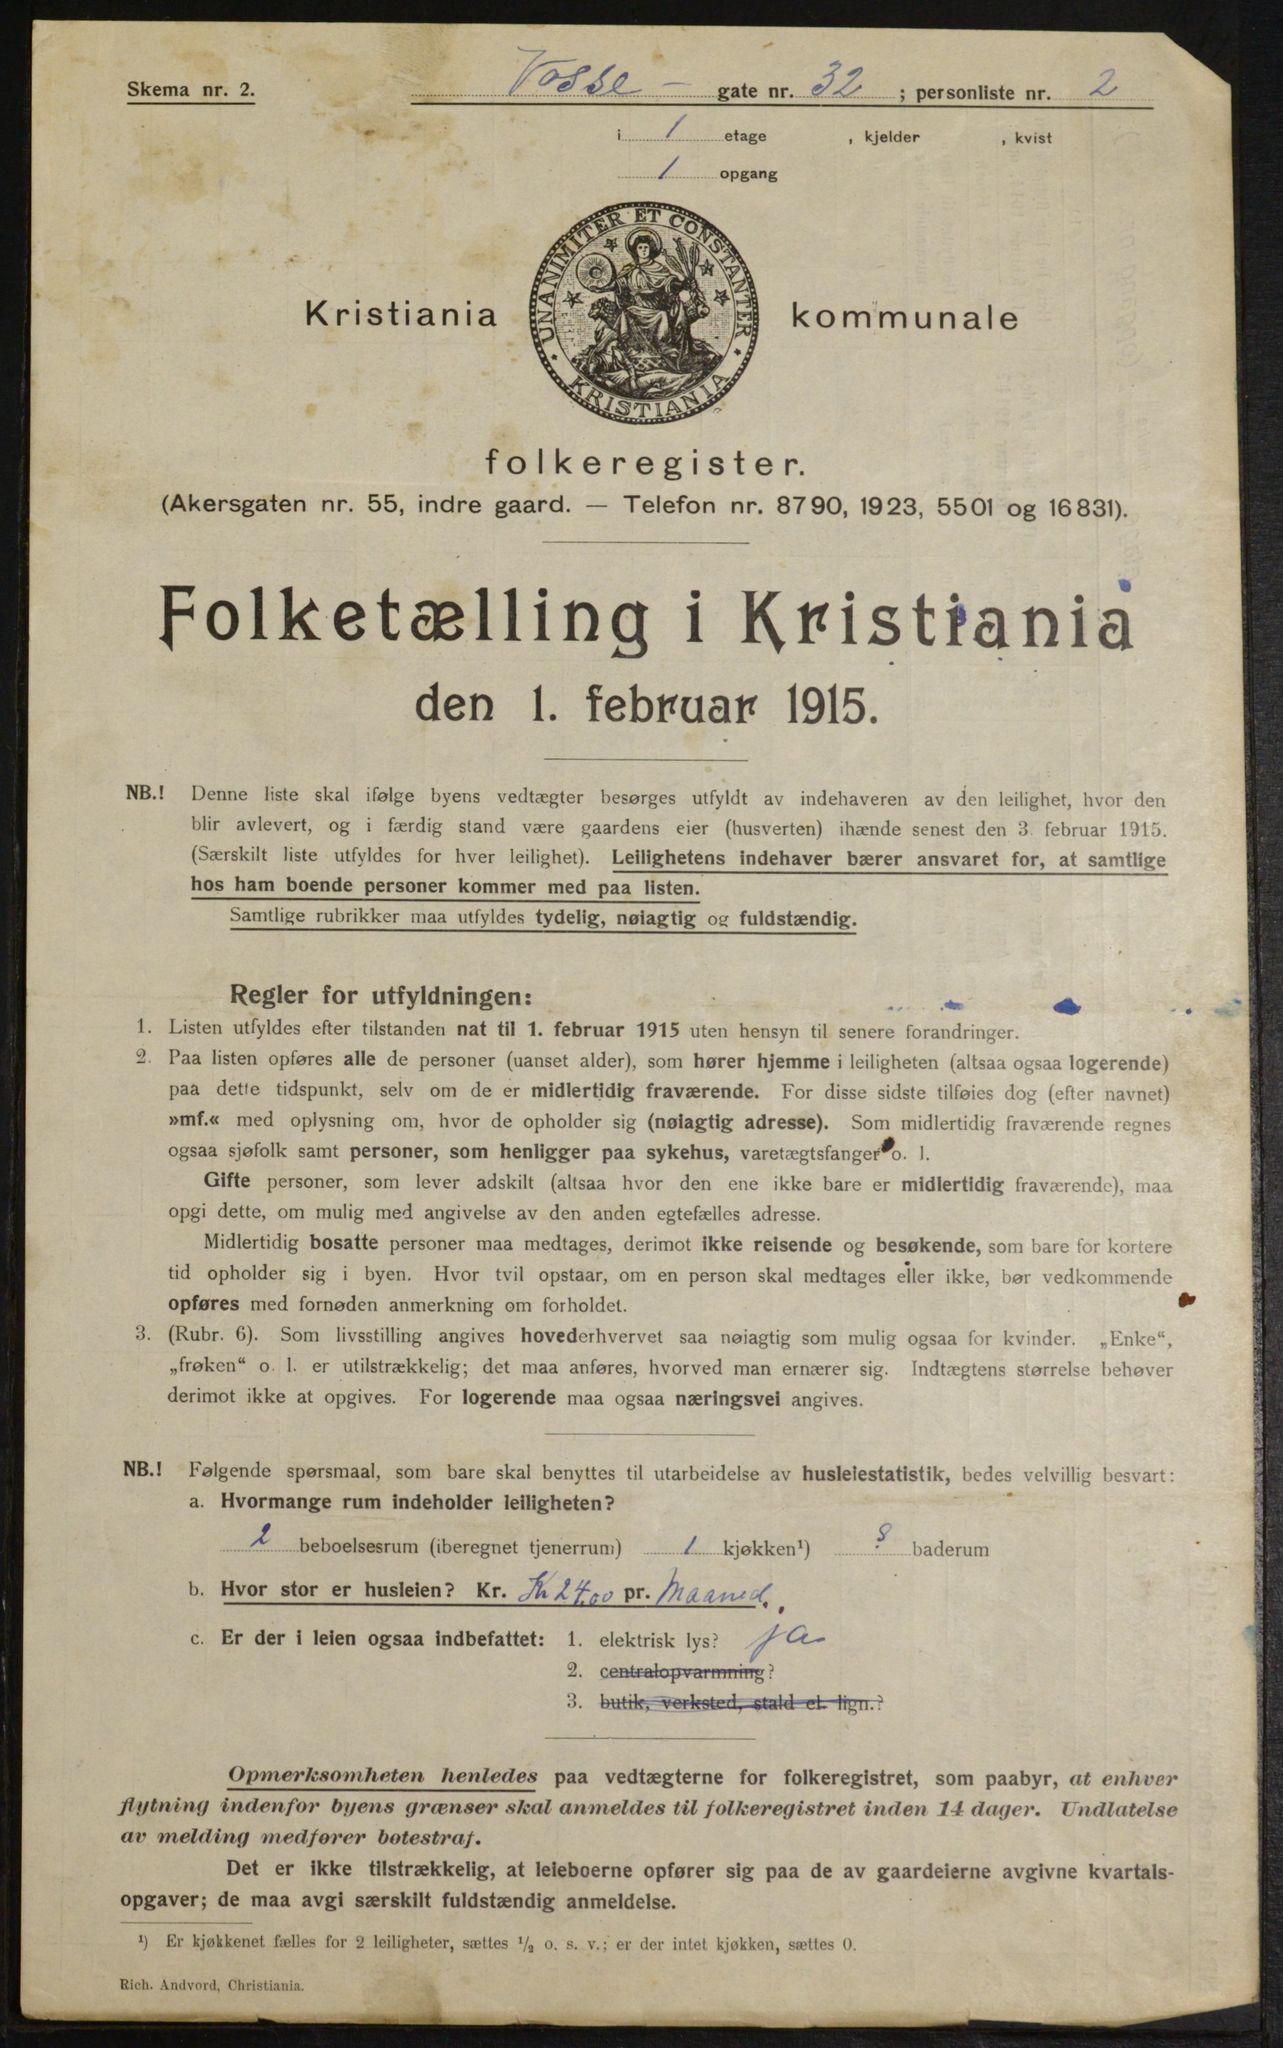 Skema nr. 2.
Vosse - gate nr. 32 ; personliste nr. 2
i 1 etage , kjelder , kvist
1 opgang
UNANIMITER ET CONSTANTER
KRISTIANIA
Kristiania kommunale
folkeregister.
(Akersgaten nr. 55, indre gaard. — Telefon nr. 8790, 1923, 5501 og 16831).
Folketælling i Kristiania
den 1. februar 1915.
NB.! Denne liste skal ifølge byens vedtægter besørges utfyldt av indehaveren av den leilighet, hvor den
blir avlevert, og i færdig stand være gaardens eier (husverten) ihænde senest den 3. februar 1915.
(Særskilt liste utfyldes for hver leilighet). Leilighetens indehaver bærer ansvaret for, at samtlige
hos ham boende personer kommer med paa listen.
Samtlige rubrikker maa utfyldes tydelig, nøiagtig og fuldstændig.
Regler for utfyldningen:
1. Listen utfyldes efter tilstanden nat til 1. februar 1915 uten hensyn til senere forandringer.
2. Paa listen opføres alle de personer (uanset alder), som hører hjemme i leiligheten (altsaa ogsaa logerende)
paa dette tidspunkt, selv om de er midlertidig fraværende. For disse sidste tilføies dog (efter navnet)
»mf.« med oplysning om, hvor de opholder sig (nøiagtig adresse). Som midlertidig fraværende regnes
ogsaa sjøfolk samt personer, som henligger paa sykehus, varetægtsfanger o. l.
Gifte personer, som lever adskilt (altsaa hvor den ene ikke bare er midlertidig fraværende), maa
opgi dette, om mulig med angivelse av den anden egtefælles adresse.
Midlertidig bosatte personer maa medtages, derimot ikke reisende og besøkende, som bare for kortere
tid opholder sig i byen. Hvor tvil opstaar, om en person skal medtages eller ikke, bør vedkommende
opføres med fornøden anmerkning om forholdet.
3. (Rubr. 6). Som livsstilling angives hovederhvervet saa nøiagtig som mulig ogsaa for kvinder. „Enke“,
„frøken“ o. l. er utilstrækkelig; det maa anføres, hvorved man ernærer sig. Indtægtens størrelse behøver
derimot ikke at opgives. For logerende maa ogsaa næringsvei angives.
NB.! Følgende spørsmaal, som bare skal benyttes til utarbeidelse av husleiestatistik, bedes velvillig besvart:
a. Hvormange rum indeholder leiligheten?
2 beboelsesrum (iberegnet tjenerrum) 1 kjøkken¹) baderum
b. Hvor stor er husleien? Kr. Kr 24.00 pr. Maaned.
c. Er der i leien ogsaa indbefattet: 1. elektrisk lys? ja
2. centralopvarmning?
3. butik, verksted, stald el. lign.?
Opmerksomheten henledes paa vedtægterne for folkeregistret, som paabyr, at enhver
flytning indenfor byens grænser skal anmeldes til folkeregistret inden 14 dager. Undlatelse
av melding medfører bøtestraf.
Det er ikke tilstrækkelig, at leieboerne opfører sig paa de av gaardeierne avgivne kvartals-
opgaver; de maa avgi særskilt fuldstændig anmeldelse.
¹) Er kjøkkenet fælles for 2 leiligheter, sættes ½ o. s. v.; er der intet kjøkken, sættes 0.
Rich. Andvord, Christiania.